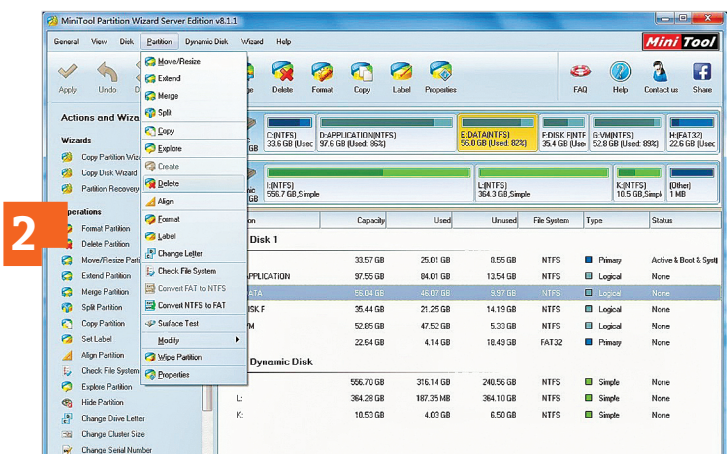 MiniTool Partition Wizard Server Edition v8.1.1
General View Disk Partition Dynamic Disk Wizard Help
Mini Tool
Apply Undo Delete Format Copy Label Properties FAQ Help Contact us Share
Move/Resize
Extend
Merge
Split
Copy
Explore
Create
Delete
Align
Format
Label
Change Letter
Check File System
Convert FAT to NTFS
Convert NTFS to FAT
Surface Test
Modify
Wipe Partition
Properties
Actions and Wiza
Wizards
Copy Partition Wiz
Copy Disk Wizard
Partition Recovery
perations
Format Partition
Delete Partition
Move/Resize Parti
Extend Partition
Merge Partition
Split Partition
Copy Partition
Set Label
Align Partition
Check File System
Explore Partition
Hide Partition
Change Drive Letter
Change Cluster Size
Change Serial Number
2
GB
C:(NTFS) D:APPLICATION(NTFS) E:DATA(NTFS) F:DISK F(NTF G:VM(NTFS) H:(FAT32)
33.6 GB (Usec 97.6 GB (Used: 86%) 56.0 GB (Used: 82%) 35.4 GB (Use 52.8 GB (Used: 89%) 22.6 GB (Usec
GB
I:(NTFS) L:(NTFS) K:(NTFS) (Other)
556.7 GB,Simple 364.3 GB,Simple 10.5 GB,Simpl 1 MB
on Capacity Used Unused File System Type Status
Disk 1
33.57 GB 25.01 GB 8.55 GB NTFS Primary Active & Boot & Syst
APPLICATION 97.55 GB 84.01 GB 13.54 GB NTFS Logical None
ATA 56.04 GB 46.07 GB 9.97 GB NTFS Logical None
ISK F 35.44 GB 21.25 GB 14.19 GB NTFS Logical None
M 52.85 GB 47.52 GB 5.33 GB NTFS Logical None
22.64 GB 4.14 GB 18.49 GB FAT32 Primary None
Dynamic Disk
556.70 GB 316.14 GB 240.56 GB NTFS Simple None
L: 364.28 GB 187.35 MB 364.10 GB NTFS Simple None
K: 10.53 GB 4.03 GB 6.50 GB NTFS Simple None